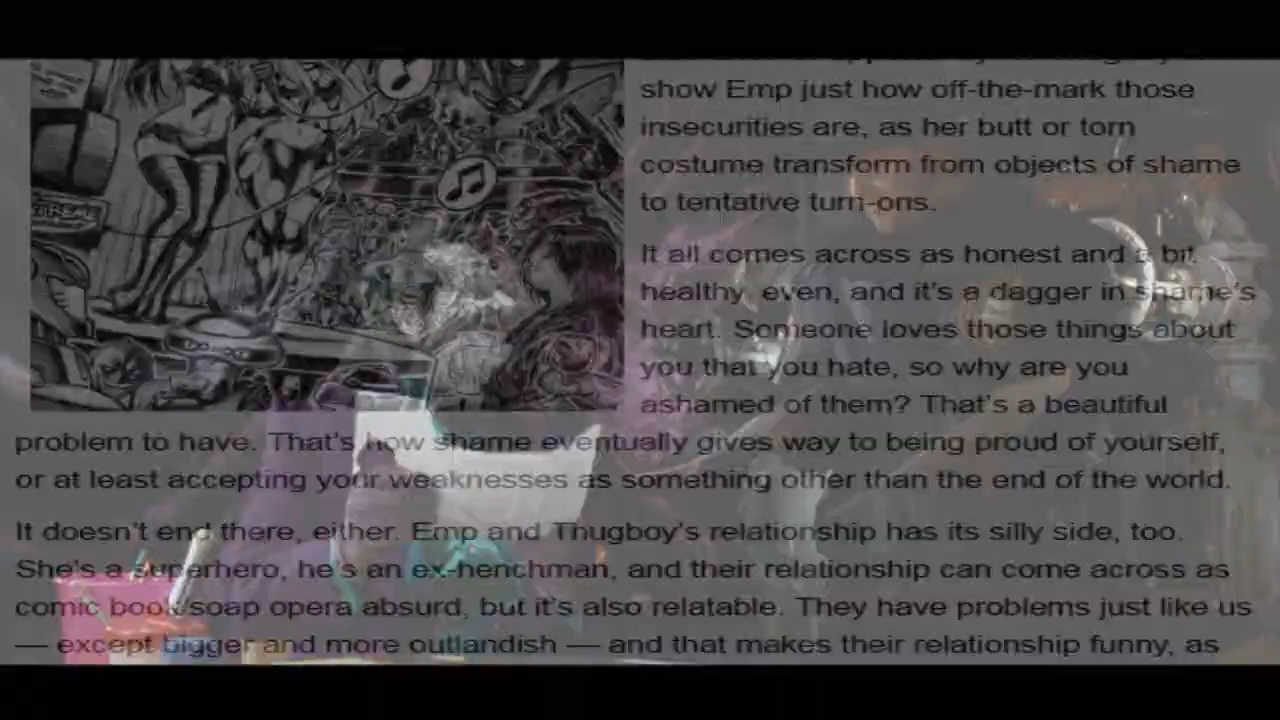 show Emp just how off-the-mark those
insecurities are, as her butt or torn
costume transform from objects of shame
to tentative turn-ons.
It all comes across as honest and a bit
healthy, even, and it's a dagger in shame's
heart. Someone loves those things about
you that you hate, so why are you
ashamed of them? That's a beautiful
problem to have. That's how shame eventually gives way to being proud of yourself,
or at least accepting your weaknesses as something other than the end of the world.
It doesn't end there, either. Emp and Thugboy's relationship has its silly side, too.
She's a superhero, he's an ex-henchman, and their relationship can come across as
comic book/soap opera absurd, but it's also relatable. They have problems just like us
— except bigger and more outlandish — and that makes their relationship funny, as